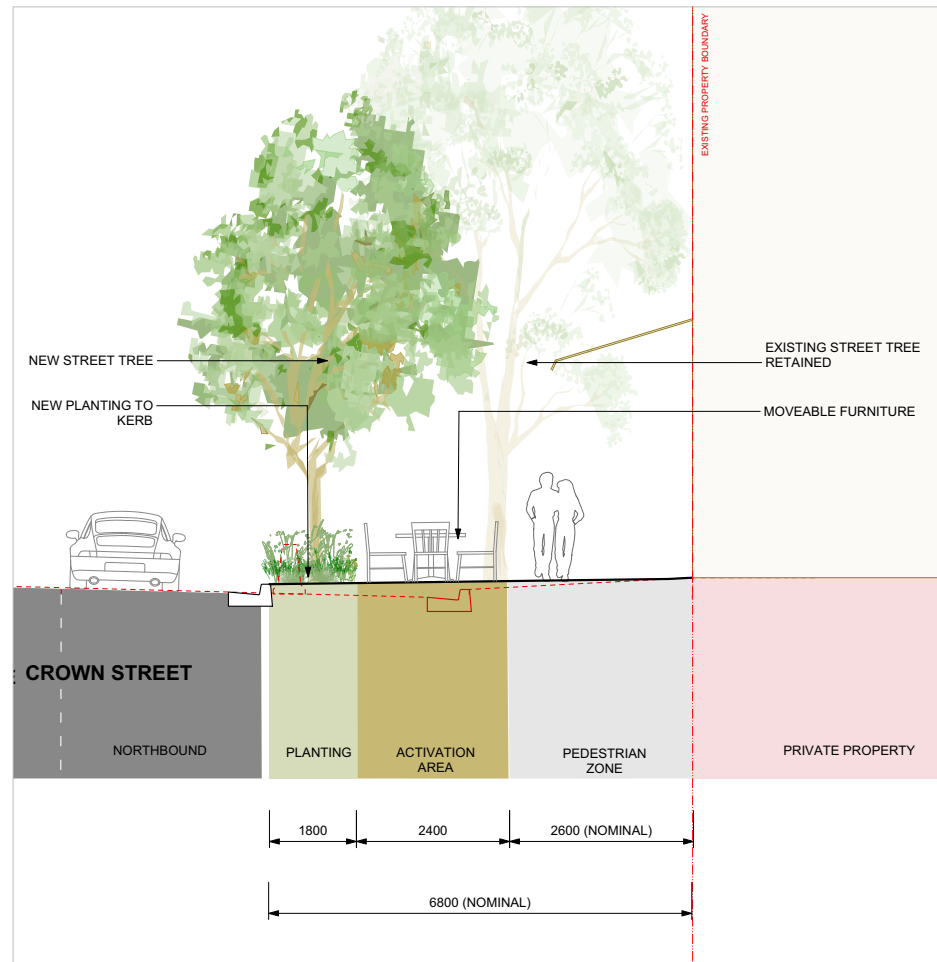 EXISTING PROPERTY BOUNDARY
NEW STREET TREE
NEW PLANTING TO
KERB
EXISTING STREET TREE
RETAINED
MOVEABLE FURNITURE
CROWN STREET
NORTHBOUND
PLANTING
ACTIVATION
AREA
PEDESTRIAN
ZONE
PRIVATE PROPERTY
1800
2400
2600 (NOMINAL)
6800 (NOMINAL)